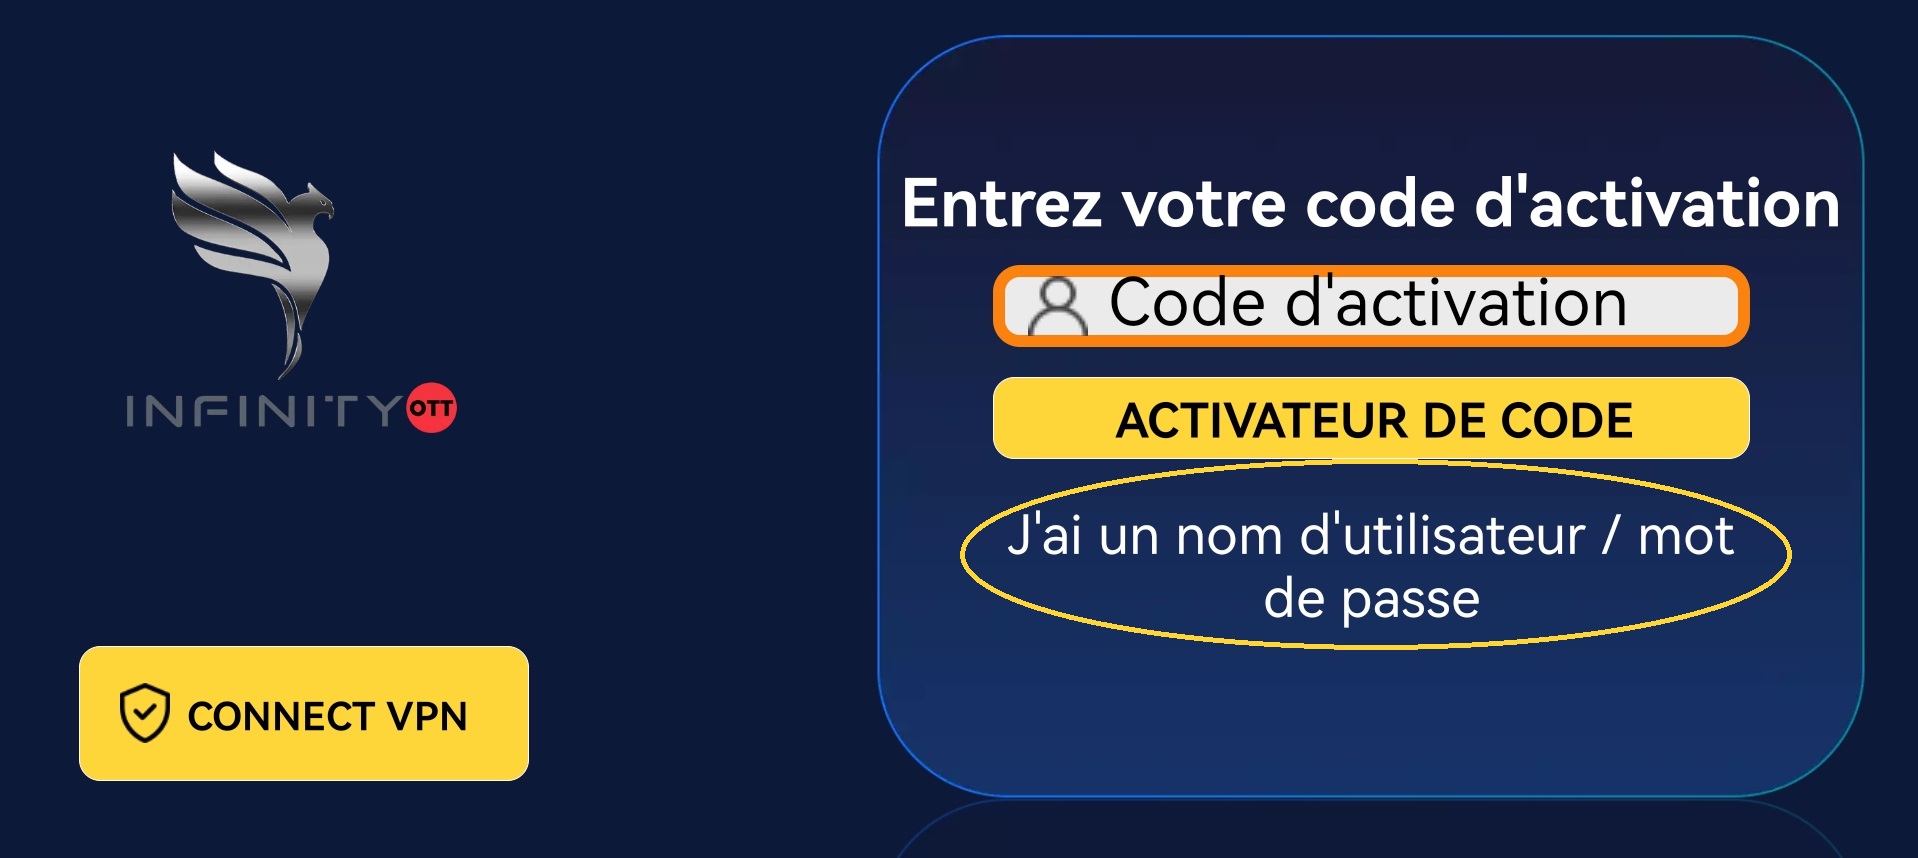 INFINITY OTT
CONNECT VPN
Entrez votre code d'activation
Code d'activation
ACTIVATEUR DE CODE
J'ai un nom d'utilisateur / mot
de passe